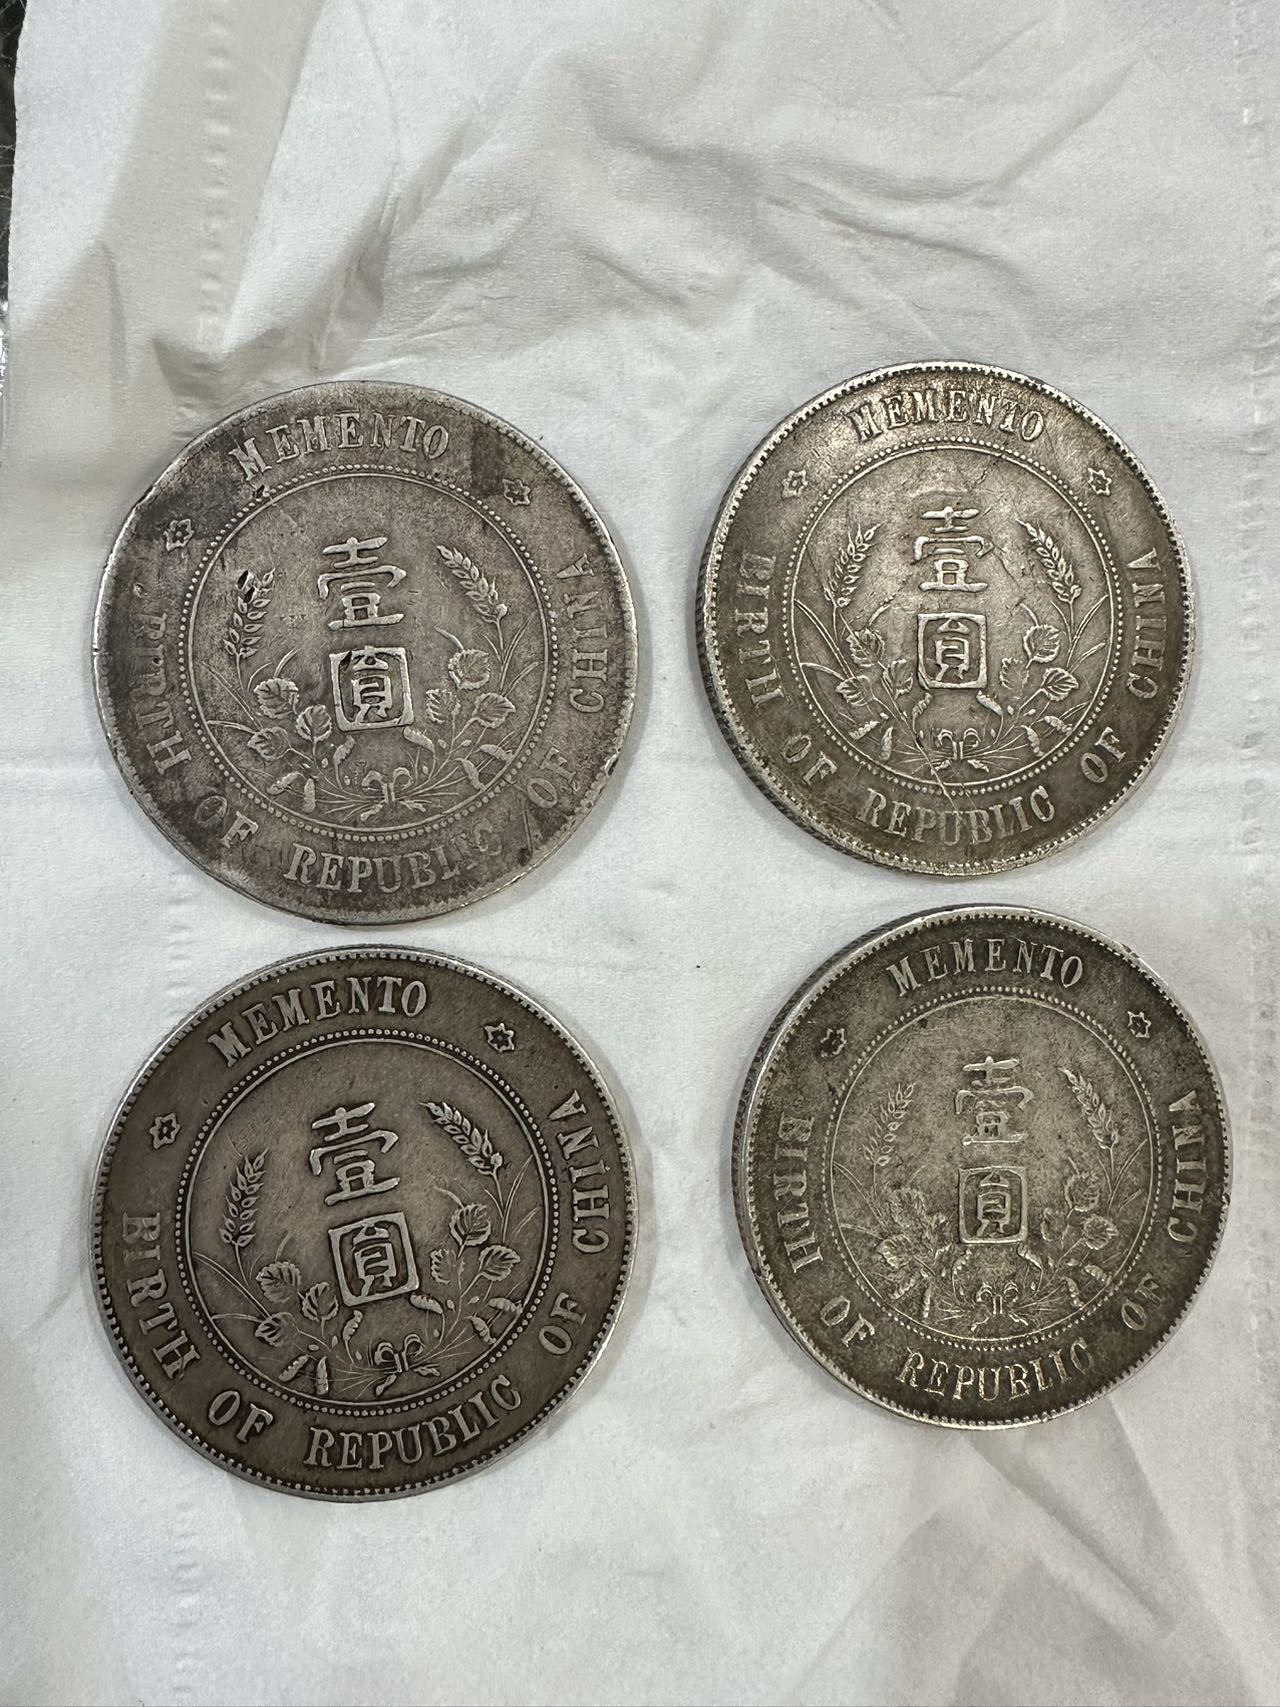 MEMENTO
壹
圓
BIRTH OF REPUBLIC OF CHINA
MEMENTO
壹
圓
BIRTH OF REPUBLIC OF CHINA
MEMENTO
壹
圓
BIRTH OF REPUBLIC OF CHINA
MEMENTO
壹
圓
BIRTH OF REPUBLIC OF CHINA